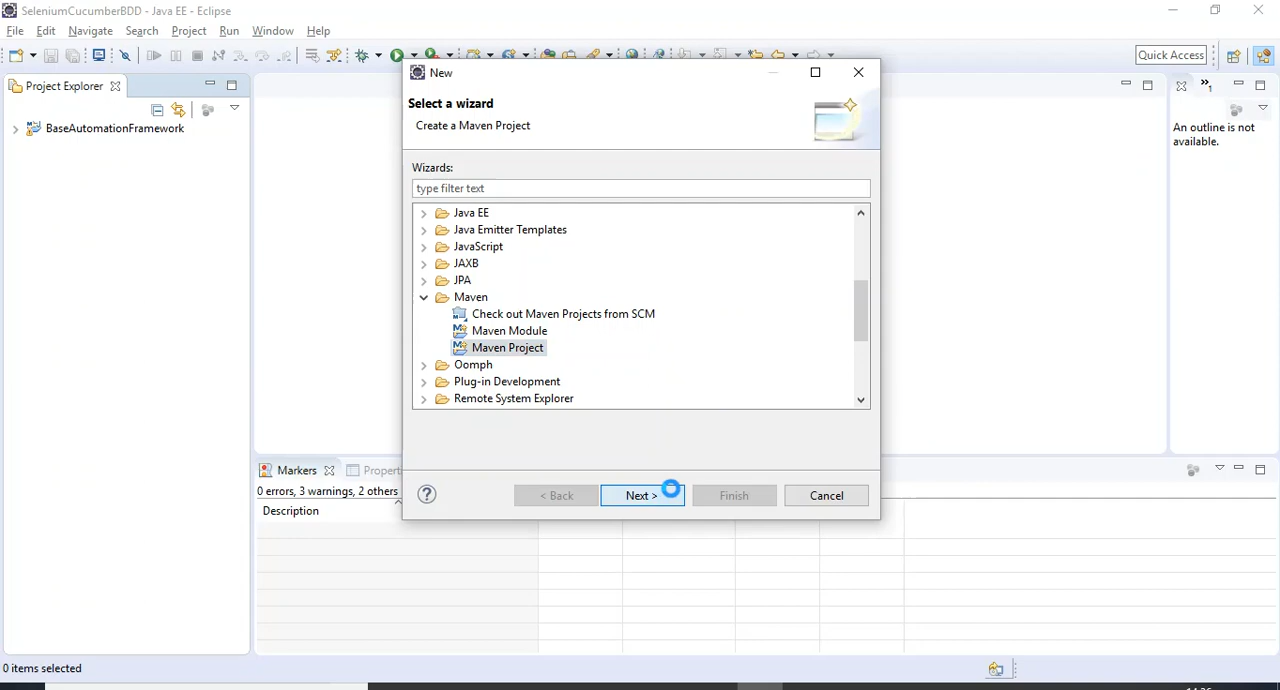 SeleniumCucumberBDD - Java EE - Eclipse
File Edit Navigate Search Project Run Window Help
Quick Access
Project Explorer
BaseAutomationFramework
New
Select a wizard
Create a Maven Project
Wizards:
type filter text
Java EE
Java Emitter Templates
JavaScript
JAXB
JPA
Maven
Check out Maven Projects from SCM
Maven Module
Maven Project
Oomph
Plug-in Development
Remote System Explorer
? < Back Next > Finish Cancel
An outline is not
available.
Markers Propert
0 errors, 3 warnings, 2 others
Description
0 items selected